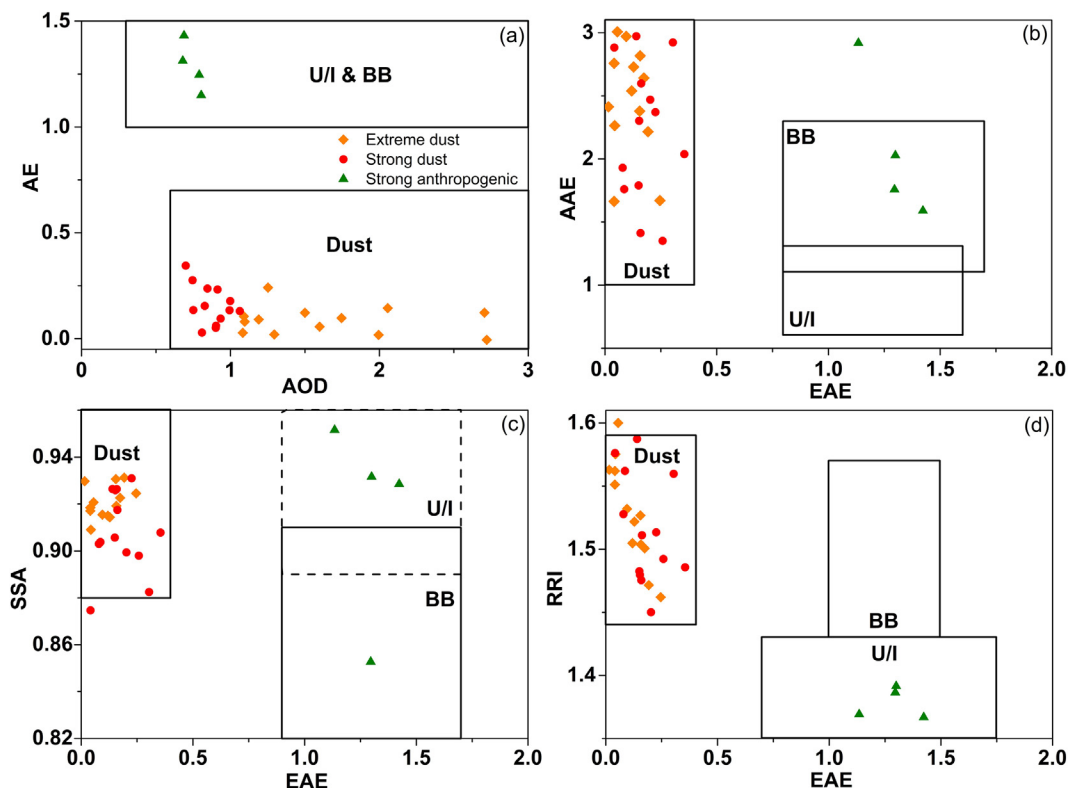 (a)
1.5
1.0
0.5
0.0
AE
U/I & BB
Extreme dust
Strong dust
Strong anthropogenic
Dust
0
1
2
3
AOD
(b)
3
2
1
AAE
BB
Dust
U/I
0.0
0.5
1.0
1.5
2.0
EAE
(c)
0.94
0.90
0.86
0.82
SSA
Dust
U/I
BB
0.0
0.5
1.0
1.5
2.0
EAE
(d)
1.6
1.5
1.4
RRI
Dust
BB
U/I
0.0
0.5
1.0
1.5
2.0
EAE